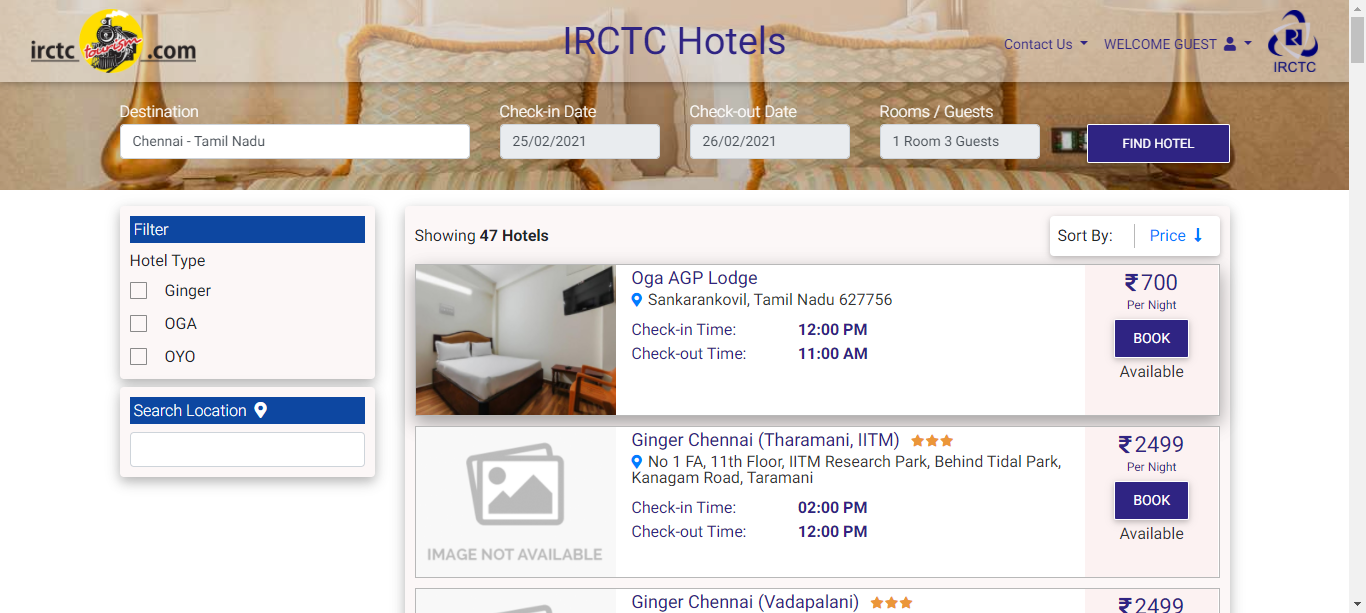 irctc tourism .com
IRCTC Hotels
Contact Us
WELCOME GUEST
IRCTC
Destination
Check-in Date
Check-out Date
Rooms / Guests
Chennai - Tamil Nadu
25/02/2021
26/02/2021
1 Room 3 Guests
FIND HOTEL
Filter
Hotel Type
Ginger
OGA
OYO
Search Location
Showing 47 Hotels
Sort By:
Price
Oga AGP Lodge
Sankarankovil, Tamil Nadu 627756
Check-in Time: 12:00 PM
Check-out Time: 11:00 AM
₹700
Per Night
BOOK
Available
IMAGE NOT AVAILABLE
Ginger Chennai (Tharamani, IITM)
No 1 FA, 11th Floor, IITM Research Park, Behind Tidal Park,
Kanagam Road, Taramani
Check-in Time: 02:00 PM
Check-out Time: 12:00 PM
₹2499
Per Night
BOOK
Available
Ginger Chennai (Vadapalani)
₹2499